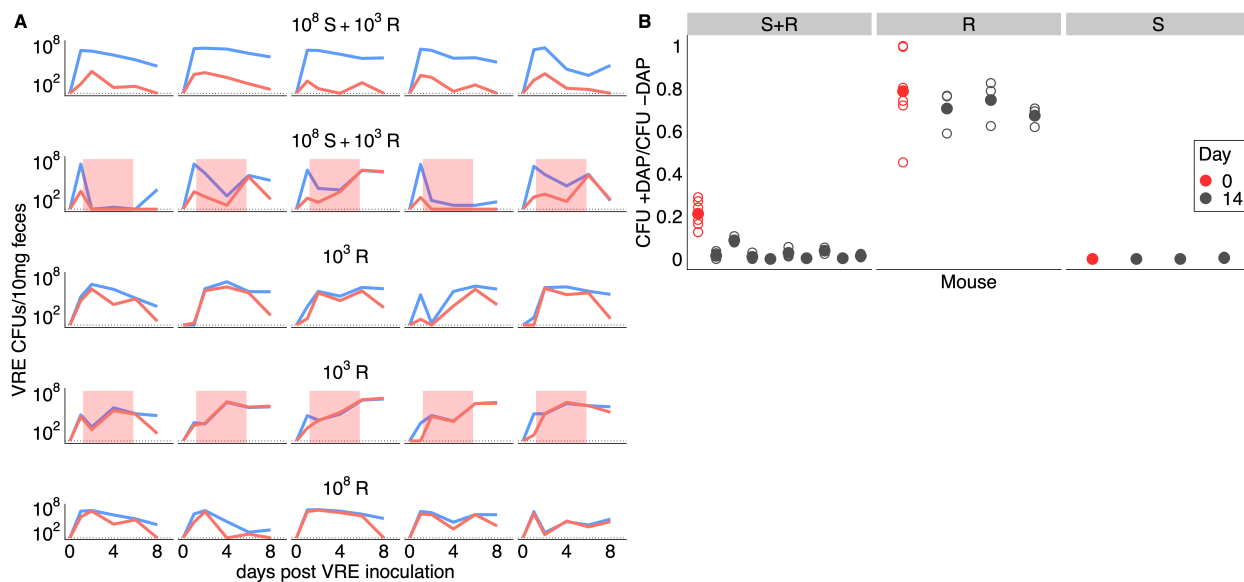 A
VRE CFUs/10mg feces
10⁸ S + 10³ R
10⁸
10²
10⁸ S + 10³ R
10⁸
10²
10³ R
10⁸
10²
10³ R
10⁸
10²
10⁸ R
10⁸
10²
0 4 8 0 4 8 0 4 8 0 4 8 0 4 8
days post VRE inoculation
B
S+R R S
CFU +DAP/CFU −DAP
1
0.8
0.6
0.4
0.2
0
Mouse
Day
0
14